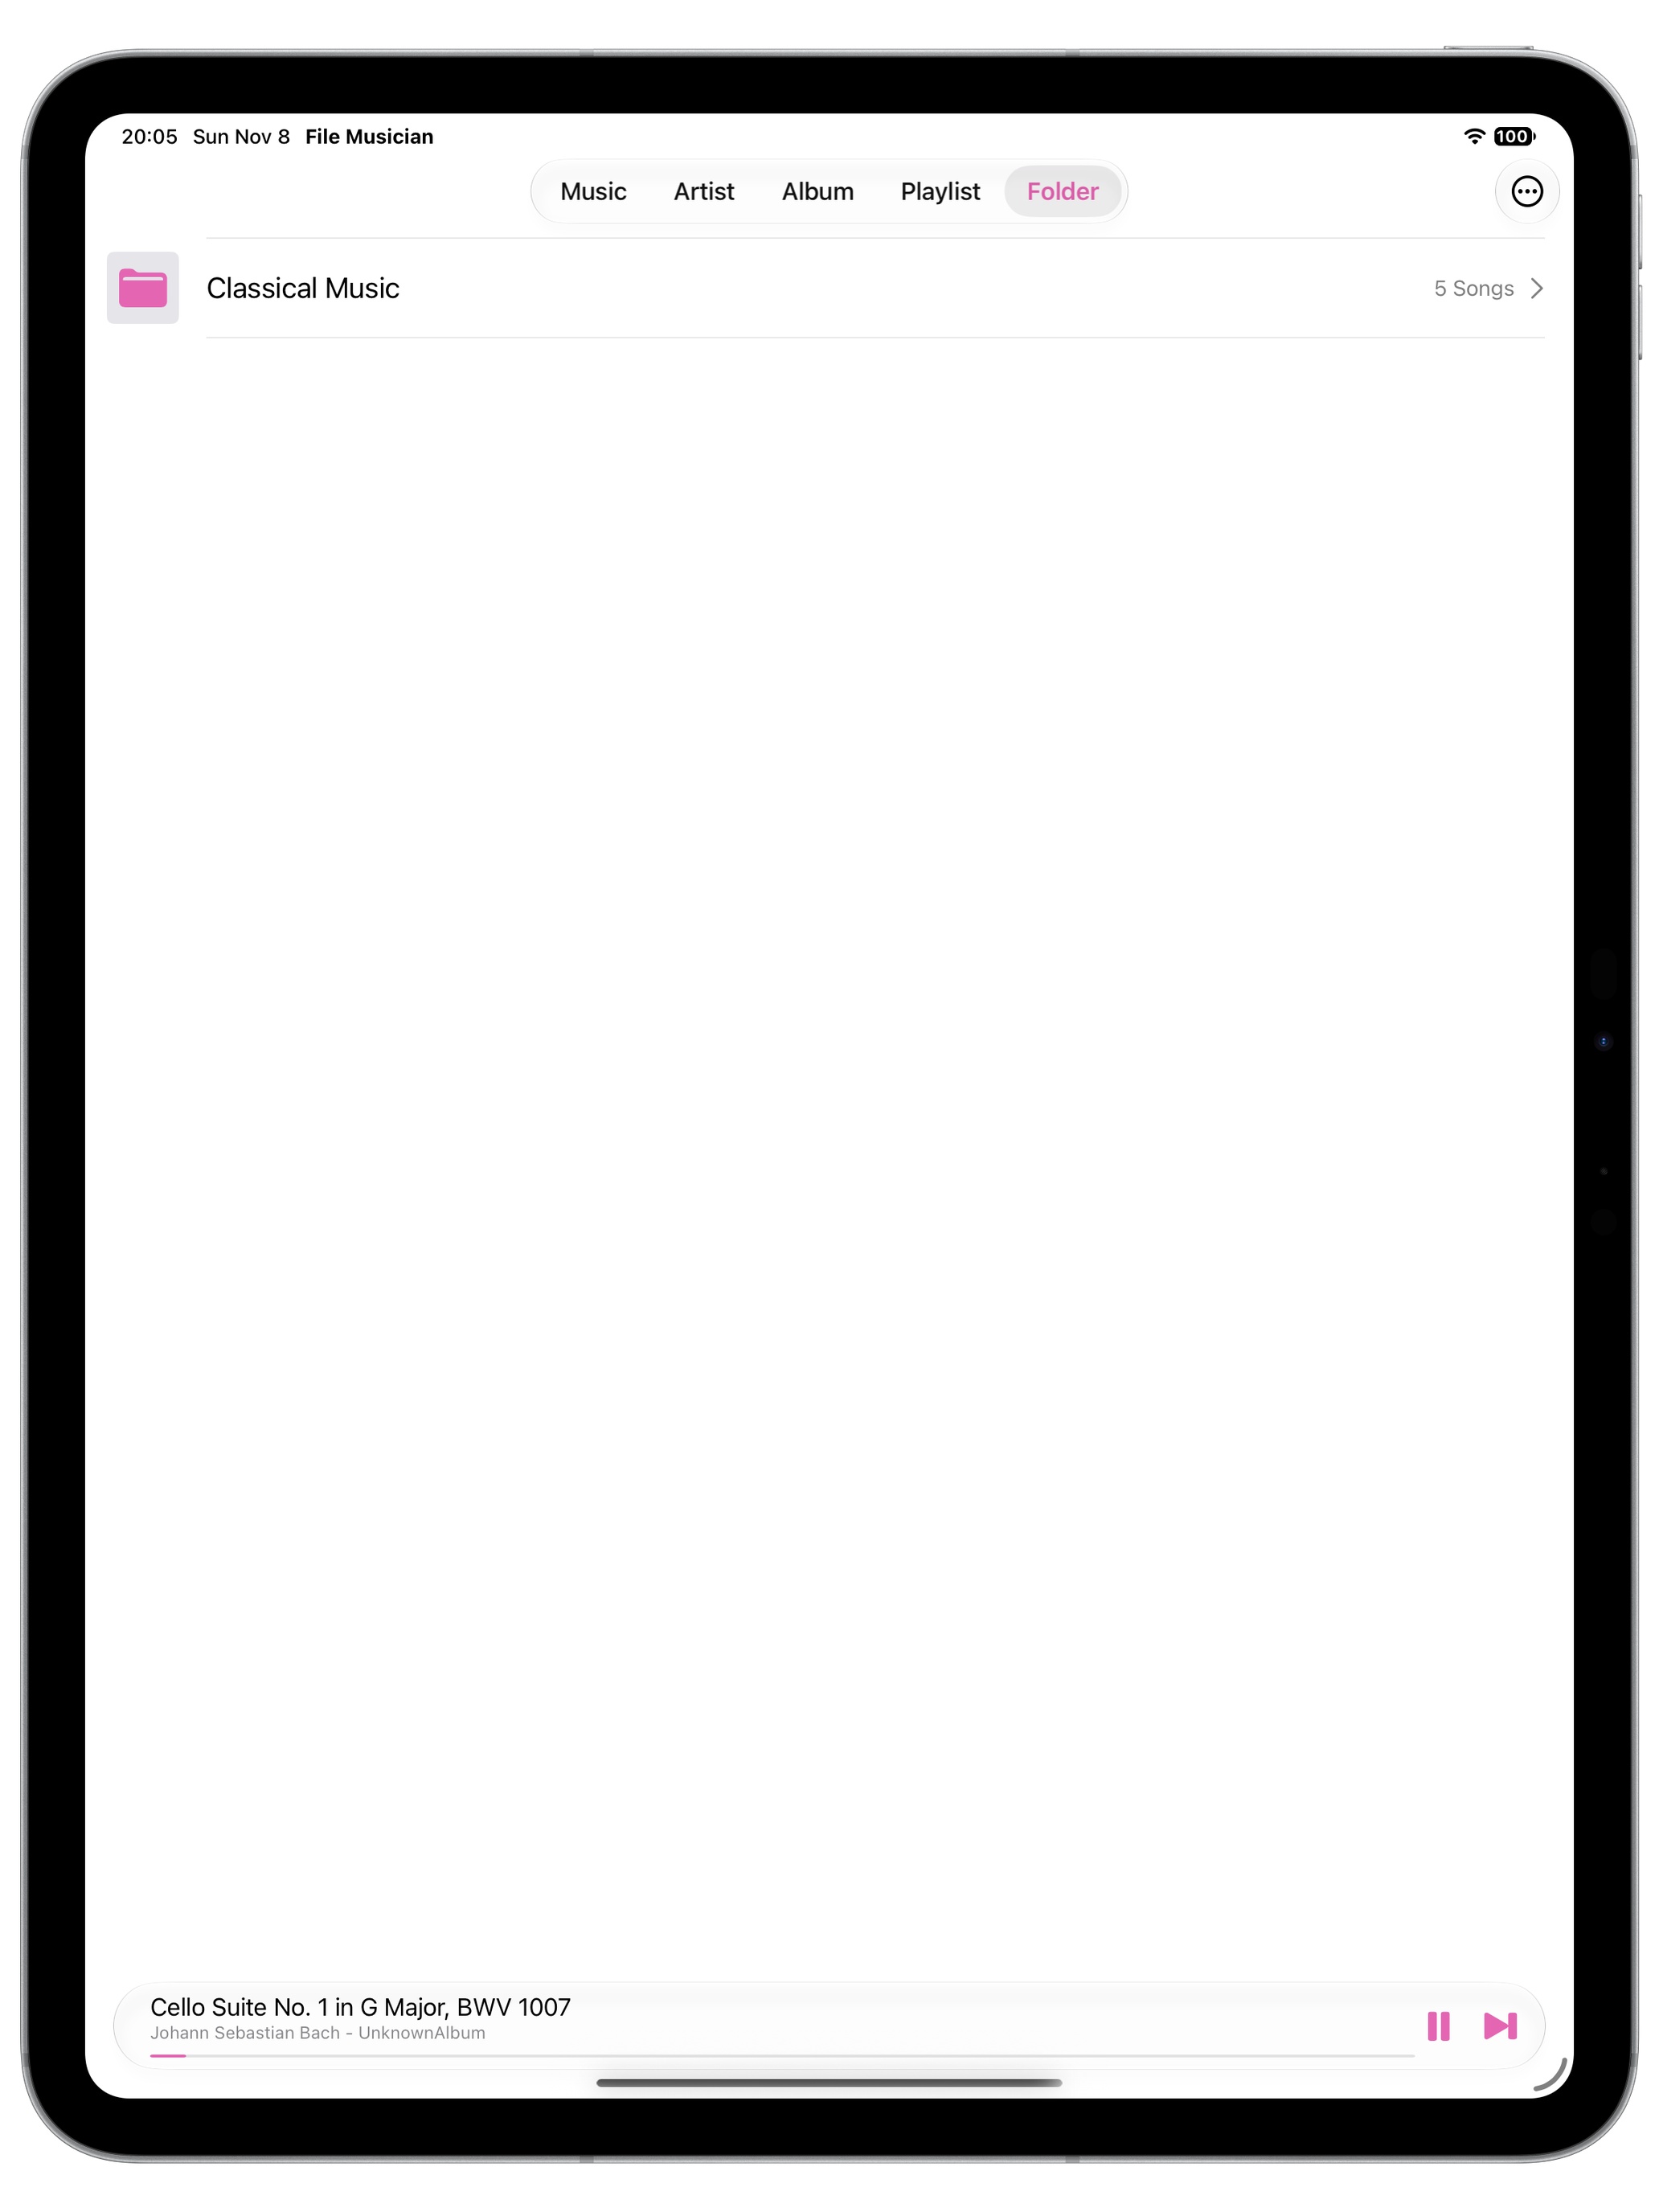 20:05 Sun Nov 8 File Musician 100
Music Artist Album Playlist Folder
Classical Music 5 Songs
Cello Suite No. 1 in G Major, BWV 1007
Johann Sebastian Bach - UnknownAlbum